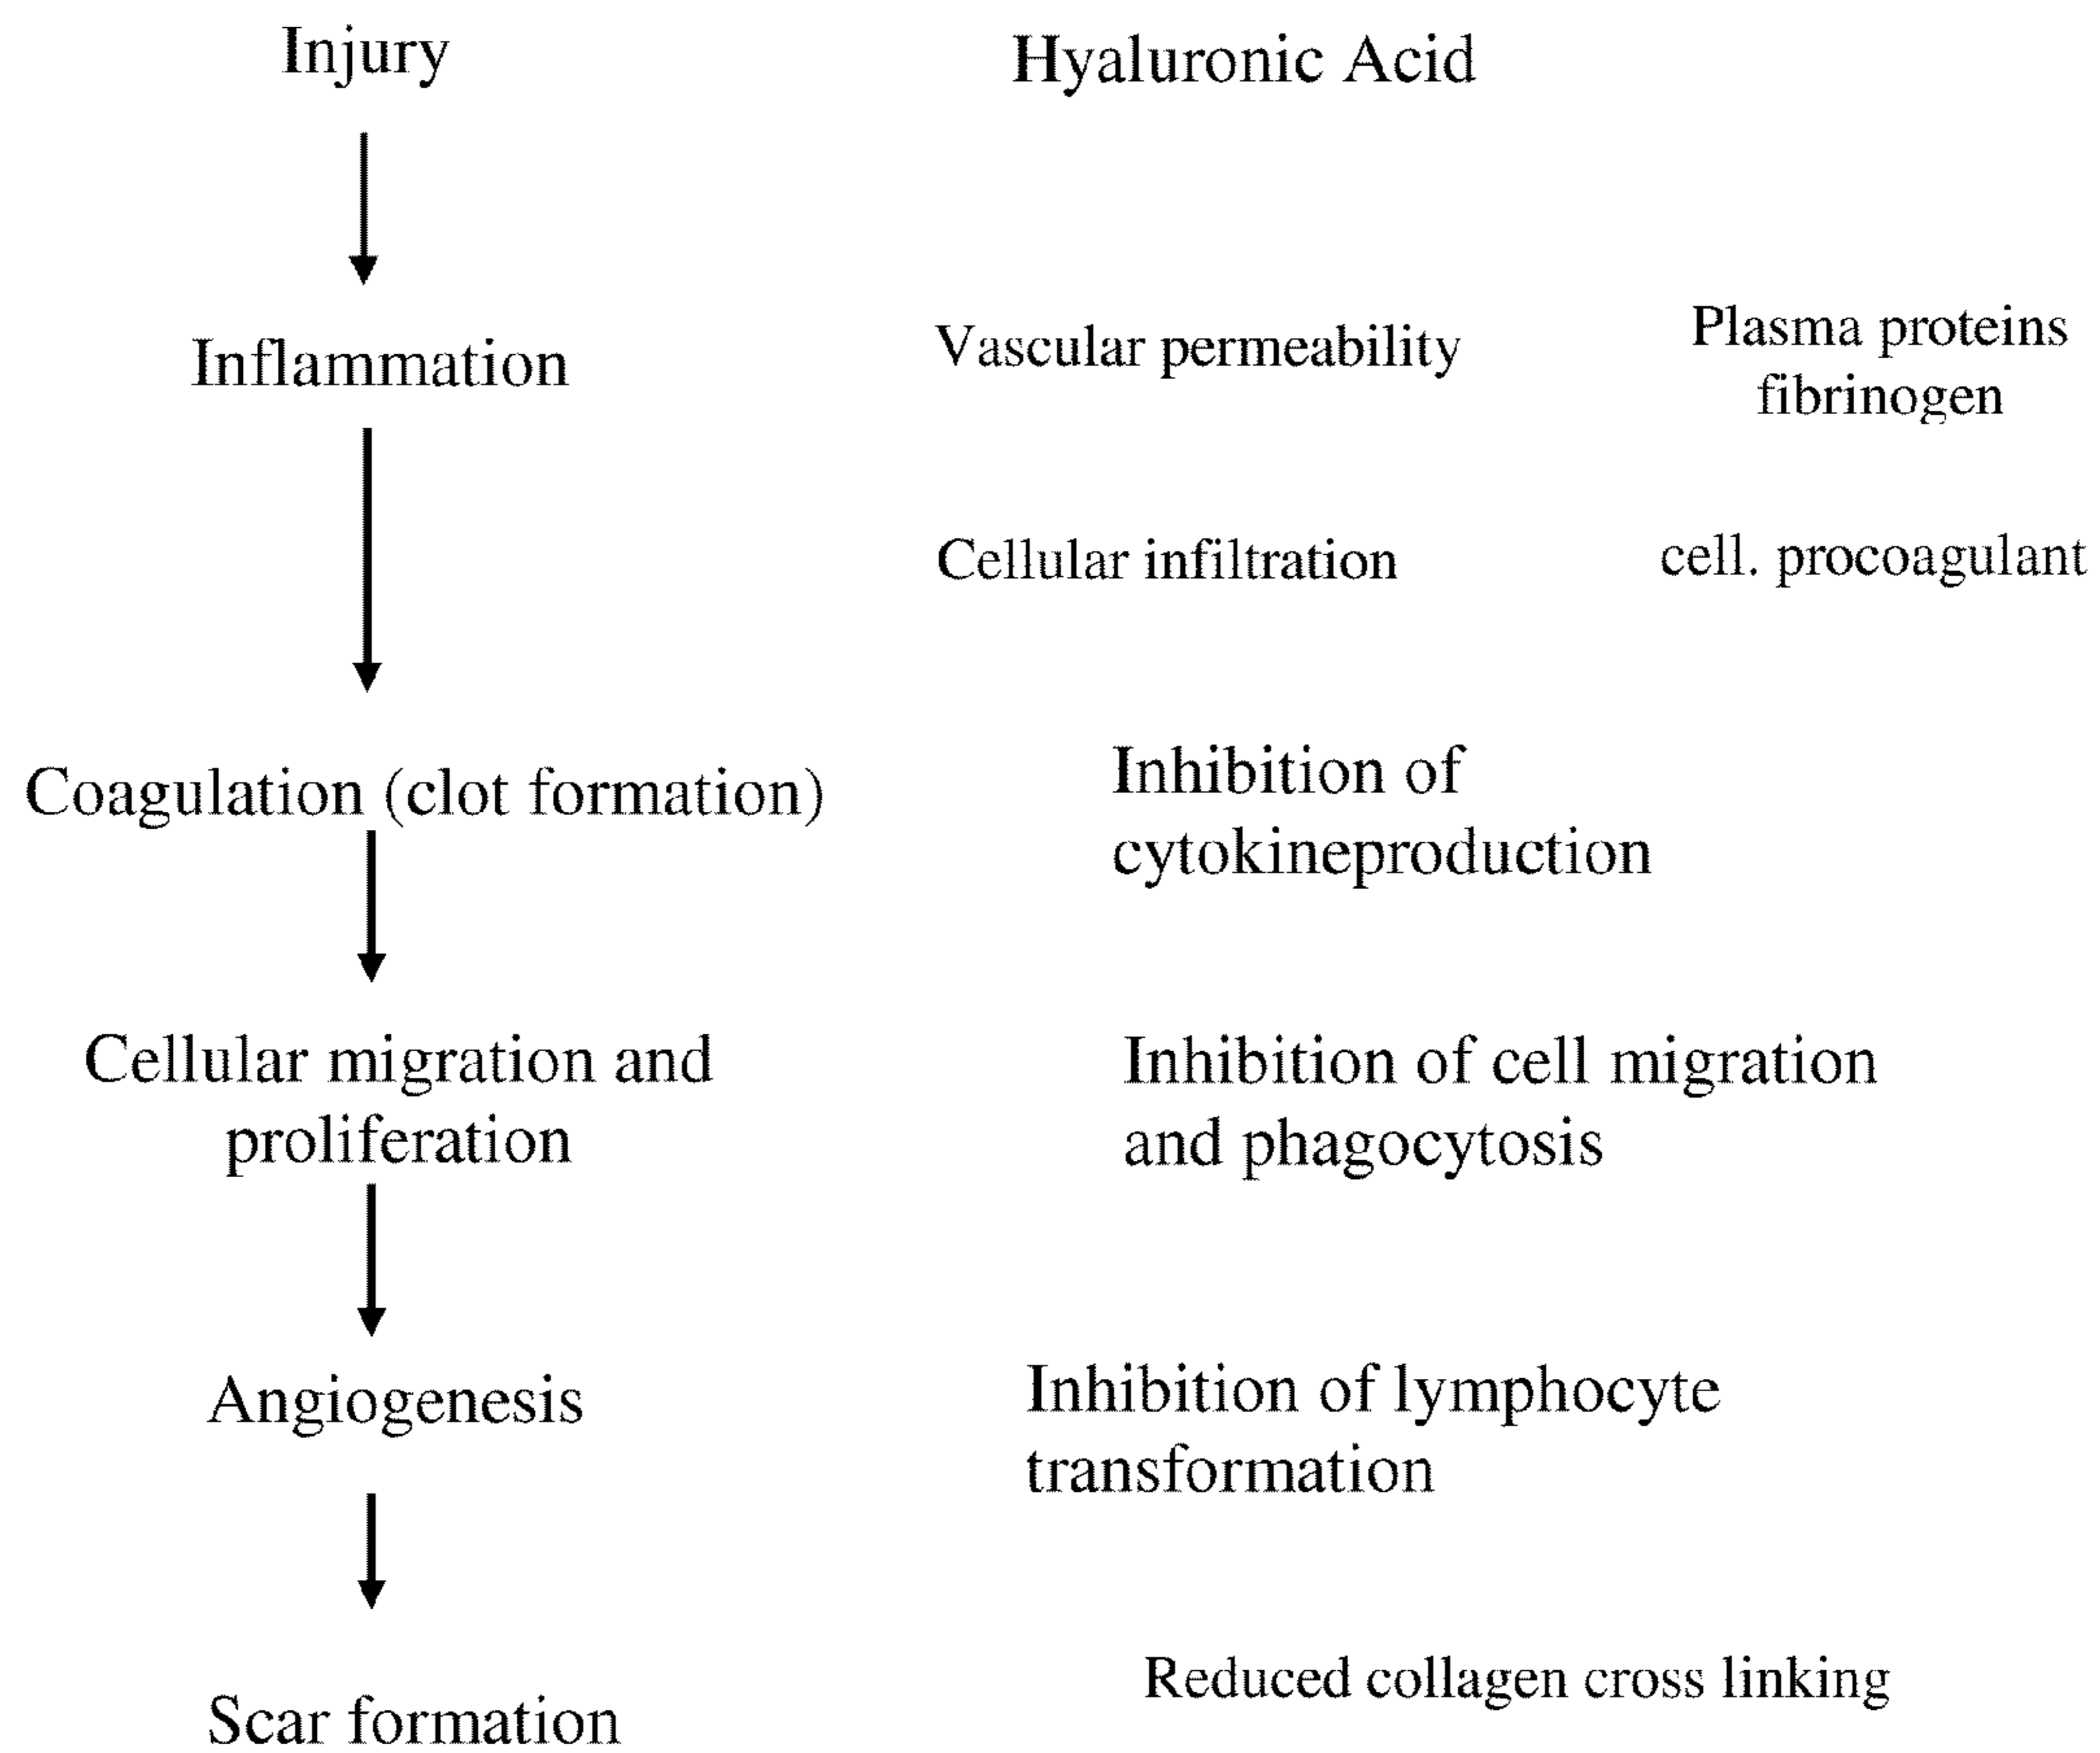 Injury
Hyaluronic Acid
Inflammation
Vascular permeability
Plasma proteins
fibrinogen
Cellular infiltration
cell. procoagulant
Coagulation (clot formation)
Inhibition of
cytokineproduction
Cellular migration and
proliferation
Inhibition of cell migration
and phagocytosis
Angiogenesis
Inhibition of lymphocyte
transformation
Scar formation
Reduced collagen cross linking